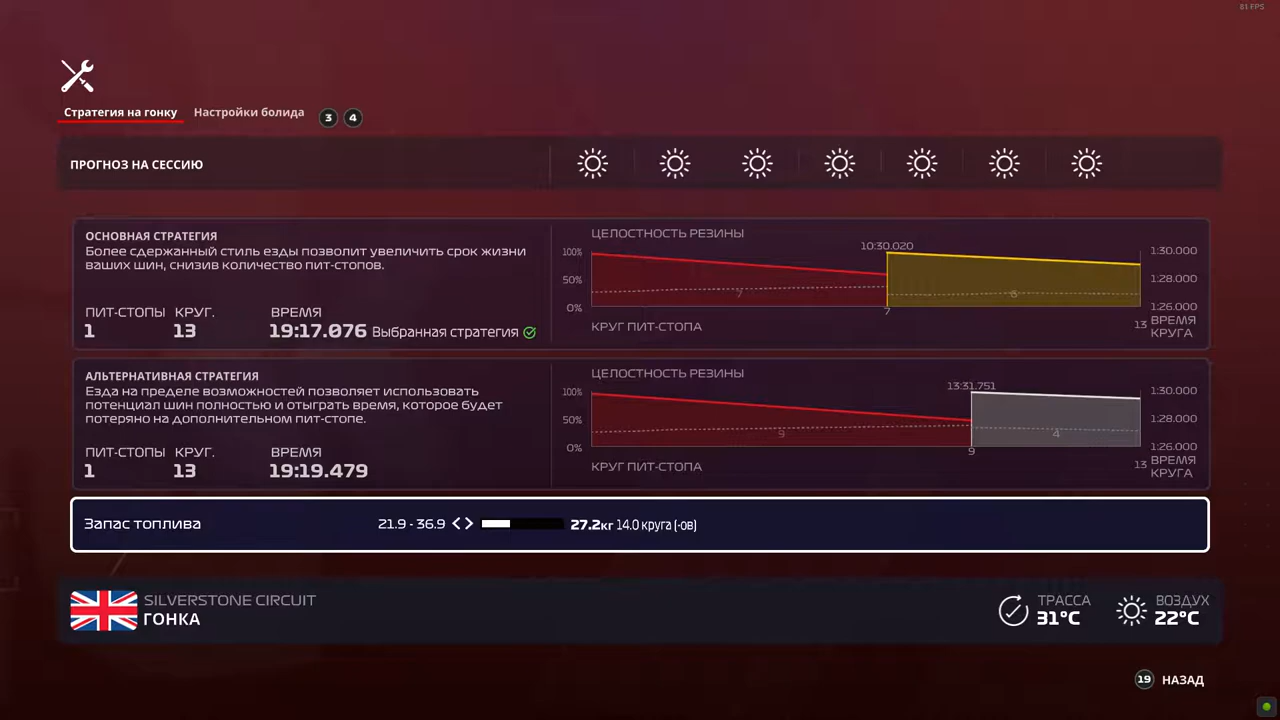 81 FPS
Стратегия на гонку Настройки болида 3 4
ПРОГНОЗ НА СЕССИЮ
ОСНОВНАЯ СТРАТЕГИЯ
Более сдержанный стиль езды позволит увеличить срок жизни
ваших шин, снизив количество пит-стопов.
ПИТ-СТОПЫ КРУГ. ВРЕМЯ
1 13 19:17.076 Выбранная стратегия
ЦЕЛОСТНОСТЬ РЕЗИНЫ
10:30.020
100% 1:30.000
50% 1:28.000
7 6
0% 1:26.000
7
КРУГ ПИТ-СТОПА 13 ВРЕМЯ
КРУГА
АЛЬТЕРНАТИВНАЯ СТРАТЕГИЯ
Езда на пределе возможностей позволяет использовать
потенциал шин полностью и отыграть время, которое будет
потеряно на дополнительном пит-стопе.
ПИТ-СТОПЫ КРУГ. ВРЕМЯ
1 13 19:19.479
ЦЕЛОСТНОСТЬ РЕЗИНЫ
13:31.751
100% 1:30.000
50% 1:28.000
9 4
0% 1:26.000
9
КРУГ ПИТ-СТОПА 13 ВРЕМЯ
КРУГА
Запас топлива 21.9 - 36.9 <> 27.2кг 14.0 круга (-ов)
SILVERSTONE CIRCUIT
ГОНКА
ТРАССА
31°C
ВОЗДУХ
22°C
19 НАЗАД